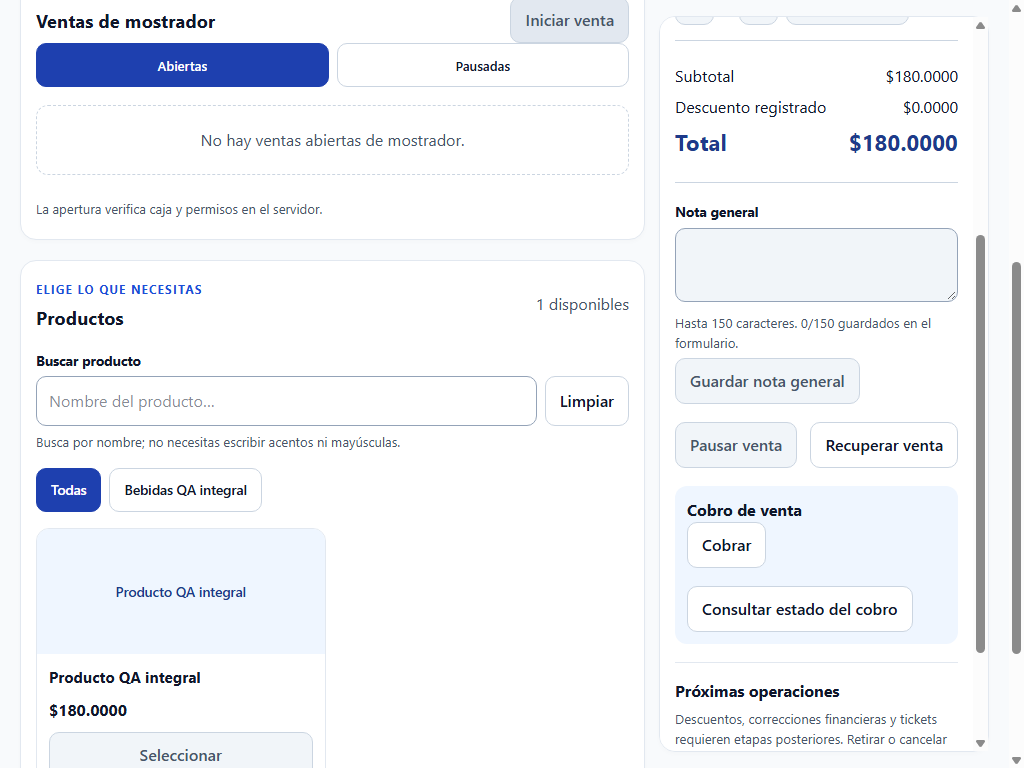 Ventas de mostrador
Iniciar venta
Abiertas
Pausadas
No hay ventas abiertas de mostrador.
La apertura verifica caja y permisos en el servidor.
ELIGE LO QUE NECESITAS
Productos
1 disponibles
Buscar producto
Nombre del producto...
Limpiar
Busca por nombre; no necesitas escribir acentos ni mayúsculas.
Todas
Bebidas QA integral
Producto QA integral
Producto QA integral
$180.0000
Seleccionar
Subtotal $180.0000
Descuento registrado $0.0000
Total $180.0000
Nota general
Hasta 150 caracteres. 0/150 guardados en el
formulario.
Guardar nota general
Pausar venta
Recuperar venta
Cobro de venta
Cobrar
Consultar estado del cobro
Próximas operaciones
Descuentos, correcciones financieras y tickets
requieren etapas posteriores. Retirar o cancelar